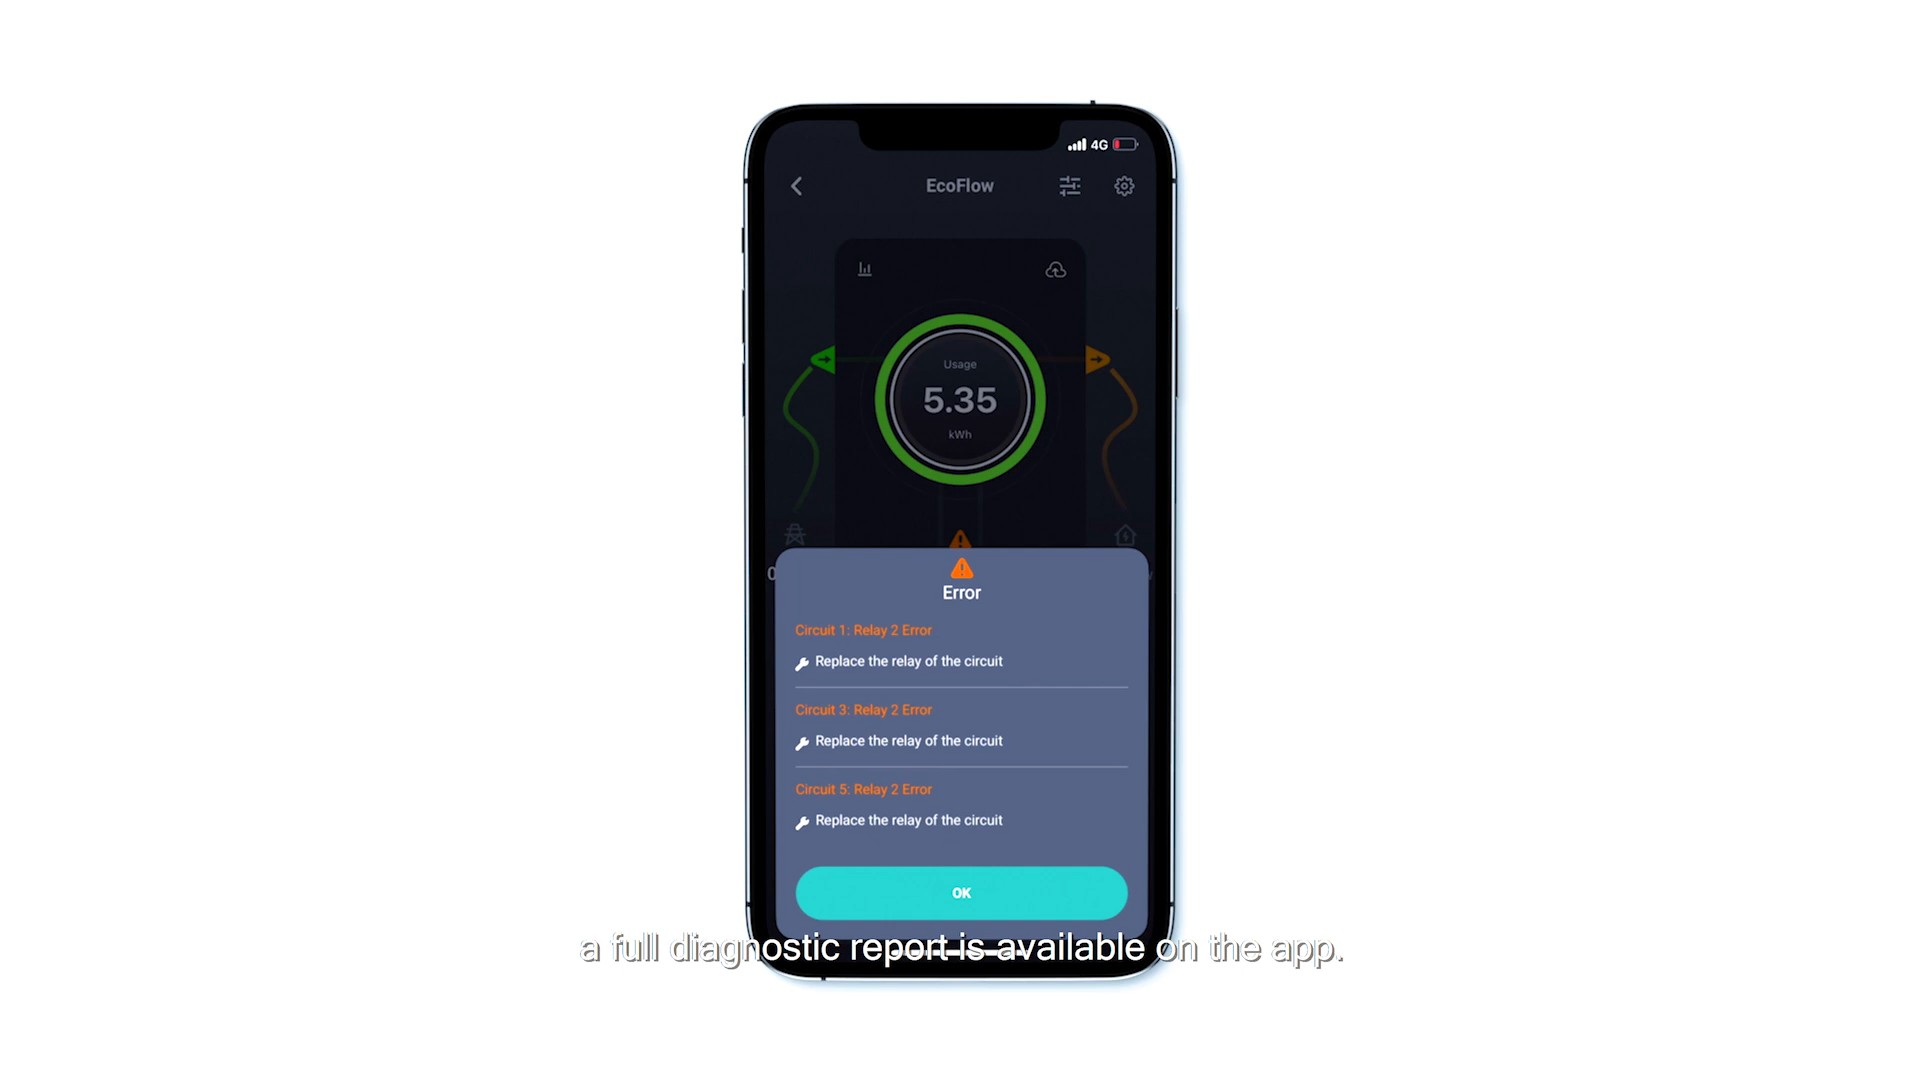 4G
EcoFlow
Usage
5.35
kWh
0
Error
Circuit 1: Relay 2 Error
Replace the relay of the circuit
Circuit 3: Relay 2 Error
Replace the relay of the circuit
Circuit 5: Relay 2 Error
Replace the relay of the circuit
OK
a full diagnostic report is available on the app.